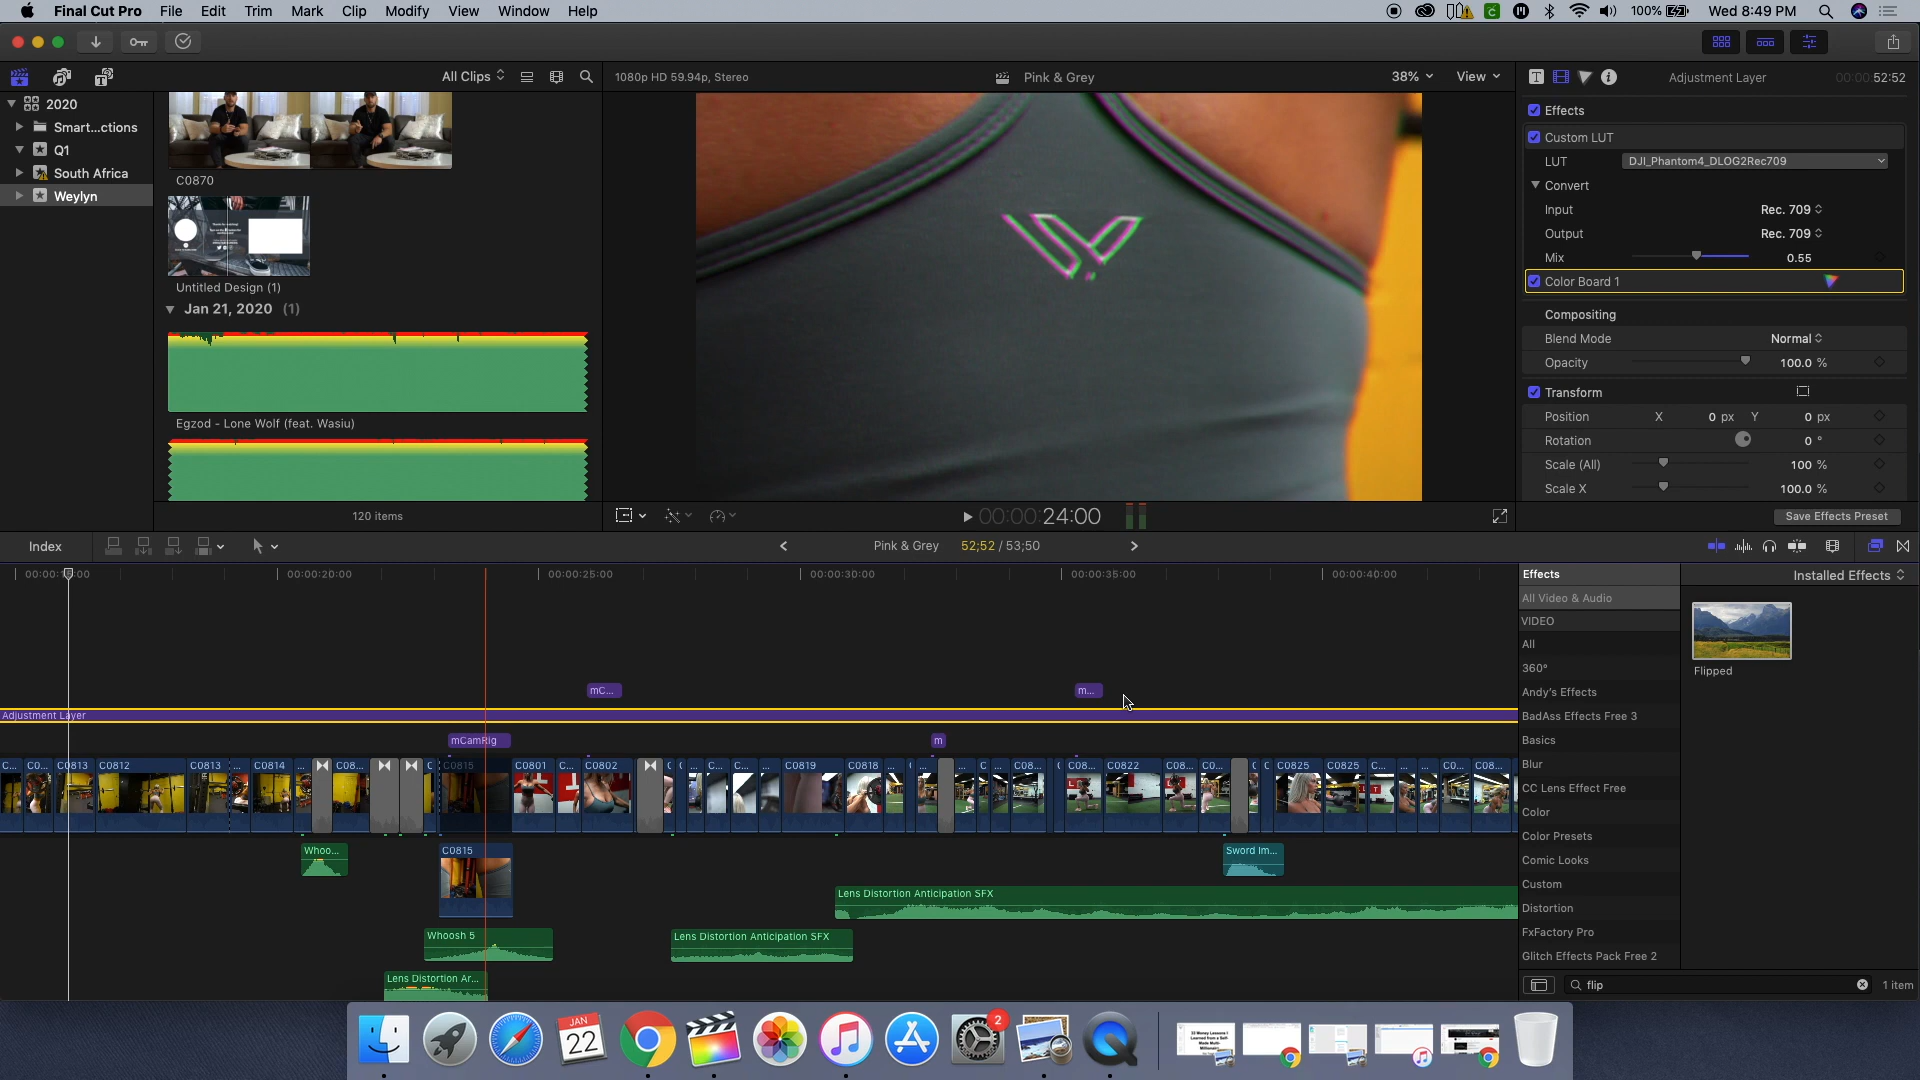 Final Cut Pro File Edit Trim Mark Clip Modify View Window Help
100% Wed 8:49 PM
All Clips
1080p HD 59.94p, Stereo
Pink & Grey
38% View
Adjustment Layer
00:00:52:52
2020
Smart...ctions
Q1
South Africa
Weylyn
C0870
Untitled Design (1)
Jan 21, 2020 (1)
Egzod - Lone Wolf (feat. Wasiu)
120 items
00:00:00:24:00
Effects
Custom LUT
LUT DJI_Phantom4_DLOG2Rec709
Convert
Input Rec. 709
Output Rec. 709
Mix 0.55
Color Board 1
Compositing
Blend Mode Normal
Opacity 100.0 %
Transform
Position X 0 px Y 0 px
Rotation 0 °
Scale (All) 100 %
Scale X 100.0 %
Save Effects Preset
Index
Pink & Grey 52;52 / 53;50
00:00:20:00 00:00:25:00 00:00:30:00 00:00:35:00 00:00:40:00
mC... m...
Adjustment Layer
mCamRig m
C... C0... C0813 C0812 C0813 ... C0814 ... C08... C C0815 C0801 C... C0802 C... C... C0819 C0818 C08... C08... C0822 C08... C0... C0825 C0825 C... C0... C08...
Whoo...
C0815
Sword Im...
Lens Distortion Anticipation SFX
Whoosh 5
Lens Distortion Anticipation SFX
Lens Distortion Ar...
Effects
Installed Effects
All Video & Audio
VIDEO
All
360°
Andy's Effects
BadAss Effects Free 3
Basics
Blur
CC Lens Effect Free
Color
Color Presets
Comic Looks
Custom
Distortion
FxFactory Pro
Glitch Effects Pack Free 2
Flipped
flip
1 item
JAN
22
2